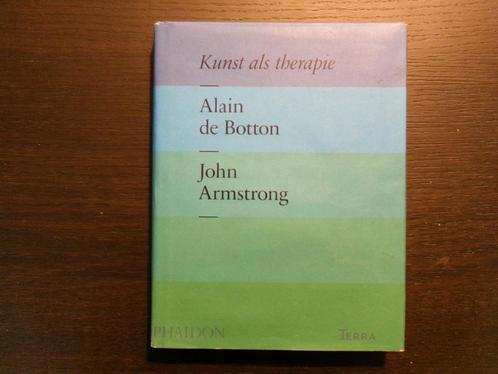 Kunst als therapie
Alain
de Botton
John
Armstrong
PHAIDON
TERRA